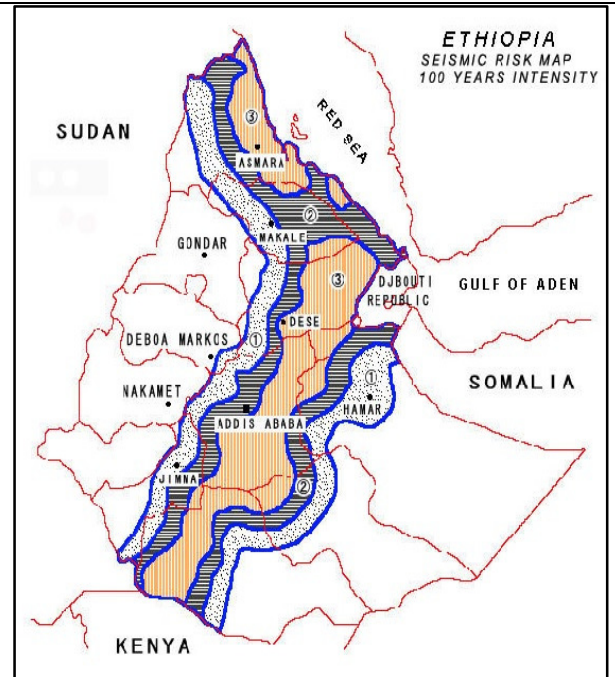 ETHIOPIA
SEISMIC RISK MAP
100 YEARS INTENSITY
RED SEA
SUDAN
③
ASMARA
②
MAKALE
GONDAR
③
DJBOUTI
REPUBLIC
GULF OF ADEN
DESE
①
DEBOA MARKOS
①
SOMALIA
NAKAMET
HAMAR
ADDIS ABABA
JIMNA
②
KENYA